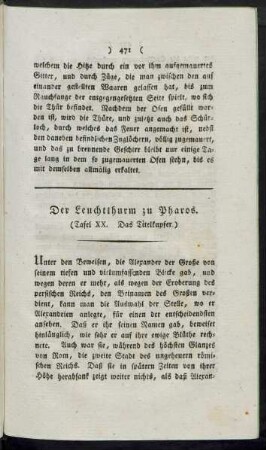 ) 471 (
welchem die Hitze durch ein vor ihm aufgemauertes
Gitter, und durch Züge, die man zwischen den auf
einander gestellten Waaren gelassen hat, bis zum
Rauchfange der entgegengesetzten Seite spielt, wo sich
die Thür befindet. Nachdem der Ofen gefüllt wor-
den ist, wird die Thüre, und zuletzt auch das Schür-
loch, durch welches das Feuer angemacht ist, nebst
den daneben befindlichen Zuglöchern, völlig zugemauert,
und das zu brennende Geschirr bleibt nur einige Ta-
ge lang in dem so zugemauerten Ofen stehn, bis es
mit demselben allmälig erkaltet.
Der Leuchtthurm zu Pharos.
(Tafel XX. Das Titelkupfer.)
Unter den Beweisen, die Alexander der Große von
seinem tiefen und vielumfassenden Blicke gab, und
wegen deren er mehr, als wegen der Eroberung des
persischen Reichs, den Beinamen des Großen ver-
dient, kann man die Auswahl der Stelle, wo er
Alexandrien anlegte, für einen der entscheidendsten
ansehen. Daß er ihr seinen Namen gab, beweiset
hinlänglich, wie sehr er auf ihre ewige Blüthe rech-
nete. Auch war sie, während des höchsten Glanzes
von Rom, die zweite Stadt des ungeheuern römi-
schen Reichs. Daß sie in spätern Zeiten von ihrer
Höhe herabsank zeigt weiter nichts, als daß Alexan-